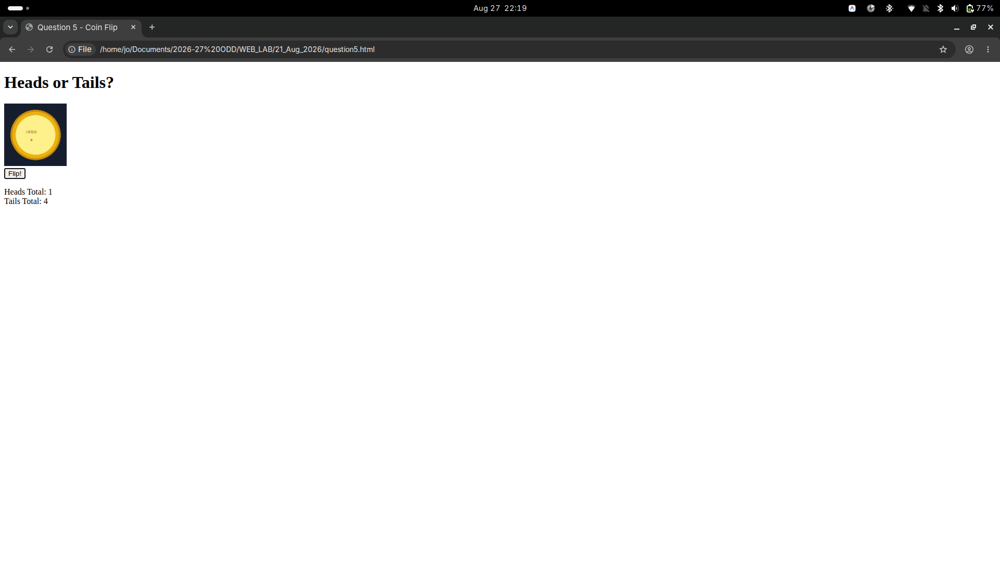 Aug 27 22:19
77%
Question 5 - Coin Flip
File
/home/jo/Documents/2026-27%20ODD/WEB_LAB/21_Aug_2026/question5.html
Heads or Tails?
HEADS
Flip!
Heads Total: 1
Tails Total: 4